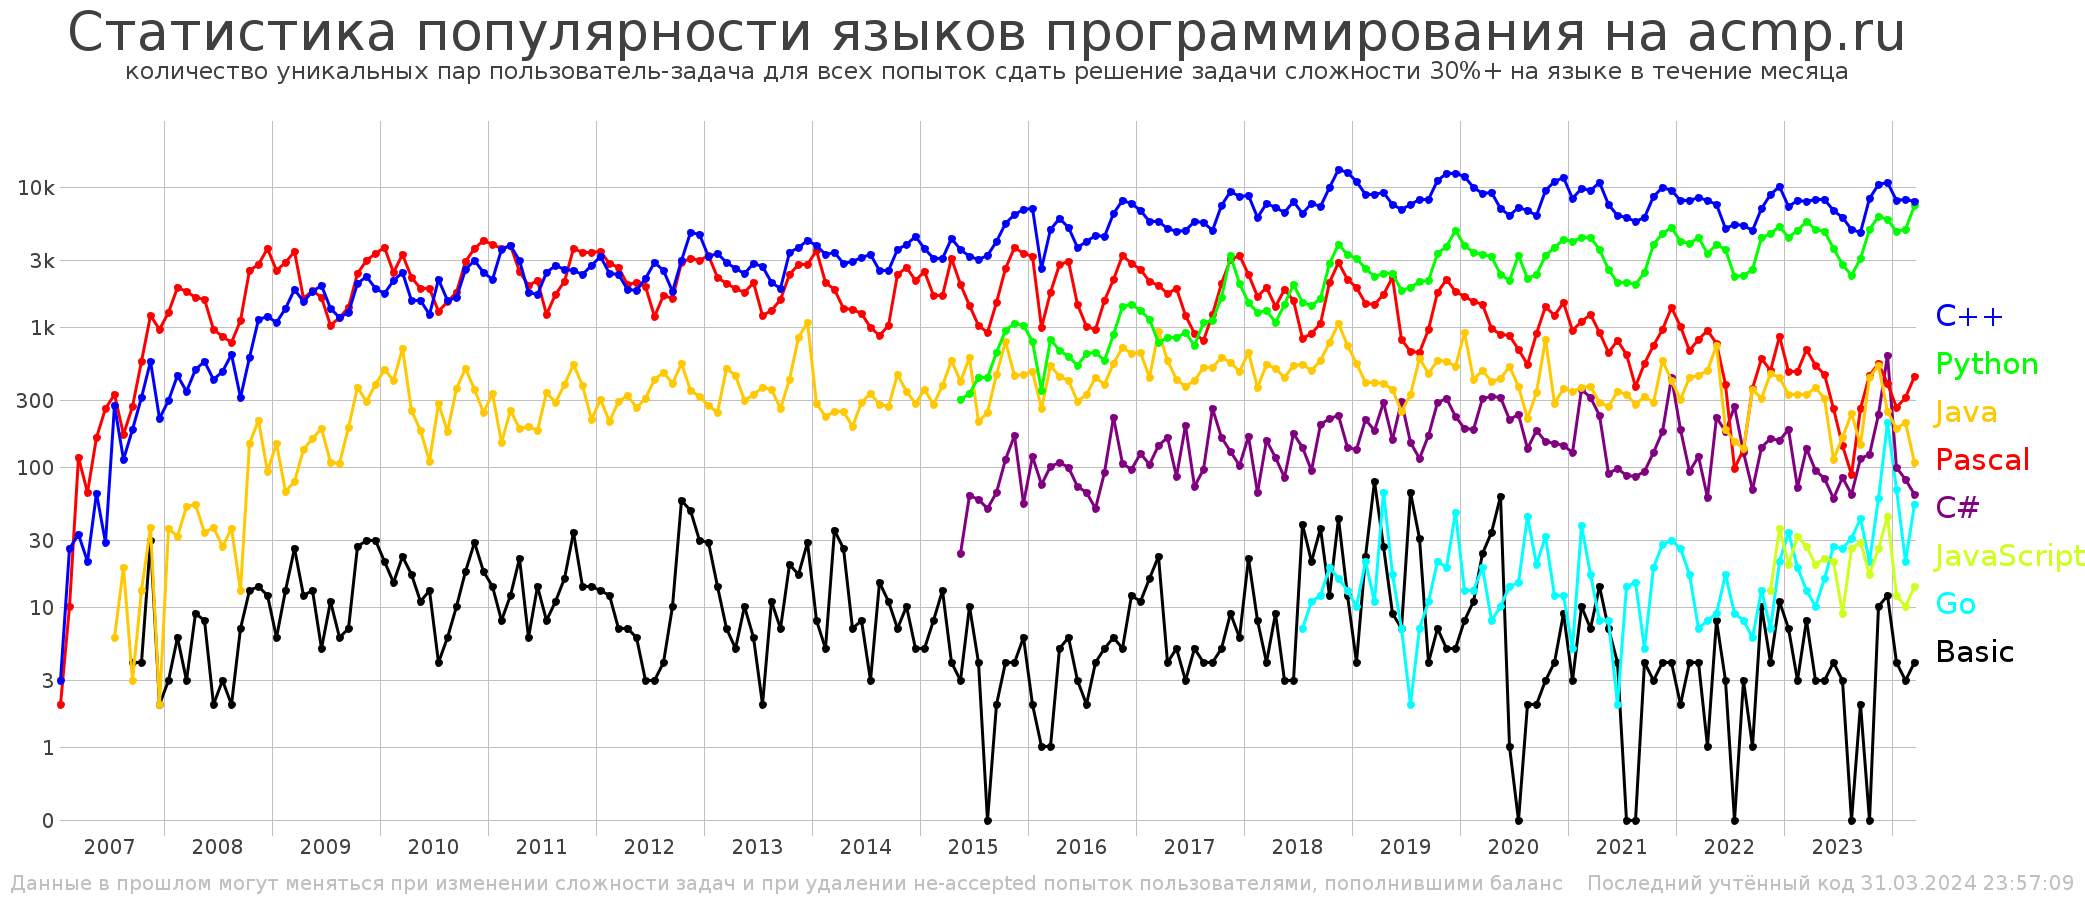 Статистика популярности языков программирования на acmp.ru
количество уникальных пар пользователь-задача для всех попыток сдать решение задачи сложности 30%+ на языке в течение месяца
10k
3k
1k
300
100
30
10
3
1
0
C++
Python
Java
Pascal
C#
JavaScript
Go
Basic
2007 2008 2009 2010 2011 2012 2013 2014 2015 2016 2017 2018 2019 2020 2021 2022 2023
Данные в прошлом могут меняться при изменении сложности задач и при удалении не-accepted попыток пользователями, пополнившими баланс Последний учтённый код 31.03.2024 23:57:09